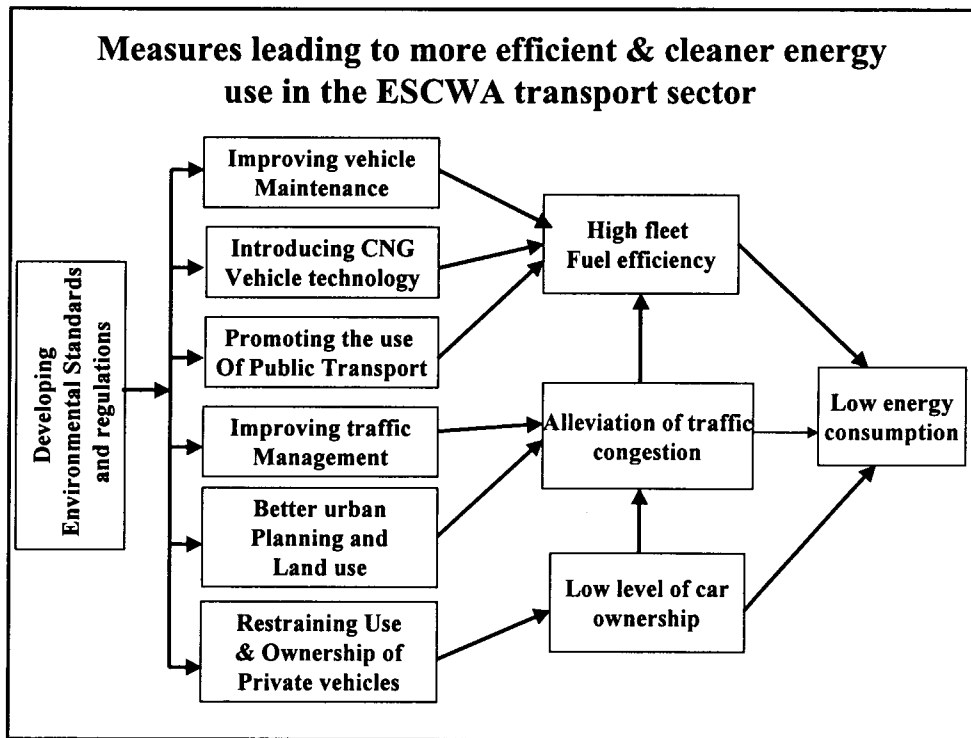 Measures leading to more efficient & cleaner energy
use in the ESCWA transport sector
Developing
Environmental Standards
and regulations
Improving vehicle
Maintenance
Introducing CNG
Vehicle technology
Promoting the use
Of Public Transport
Improving traffic
Management
Better urban
Planning and
Land use
Restraining Use
& Ownership of
Private vehicles
High fleet
Fuel efficiency
Alleviation of traffic
congestion
Low level of car
ownership
Low energy
consumption